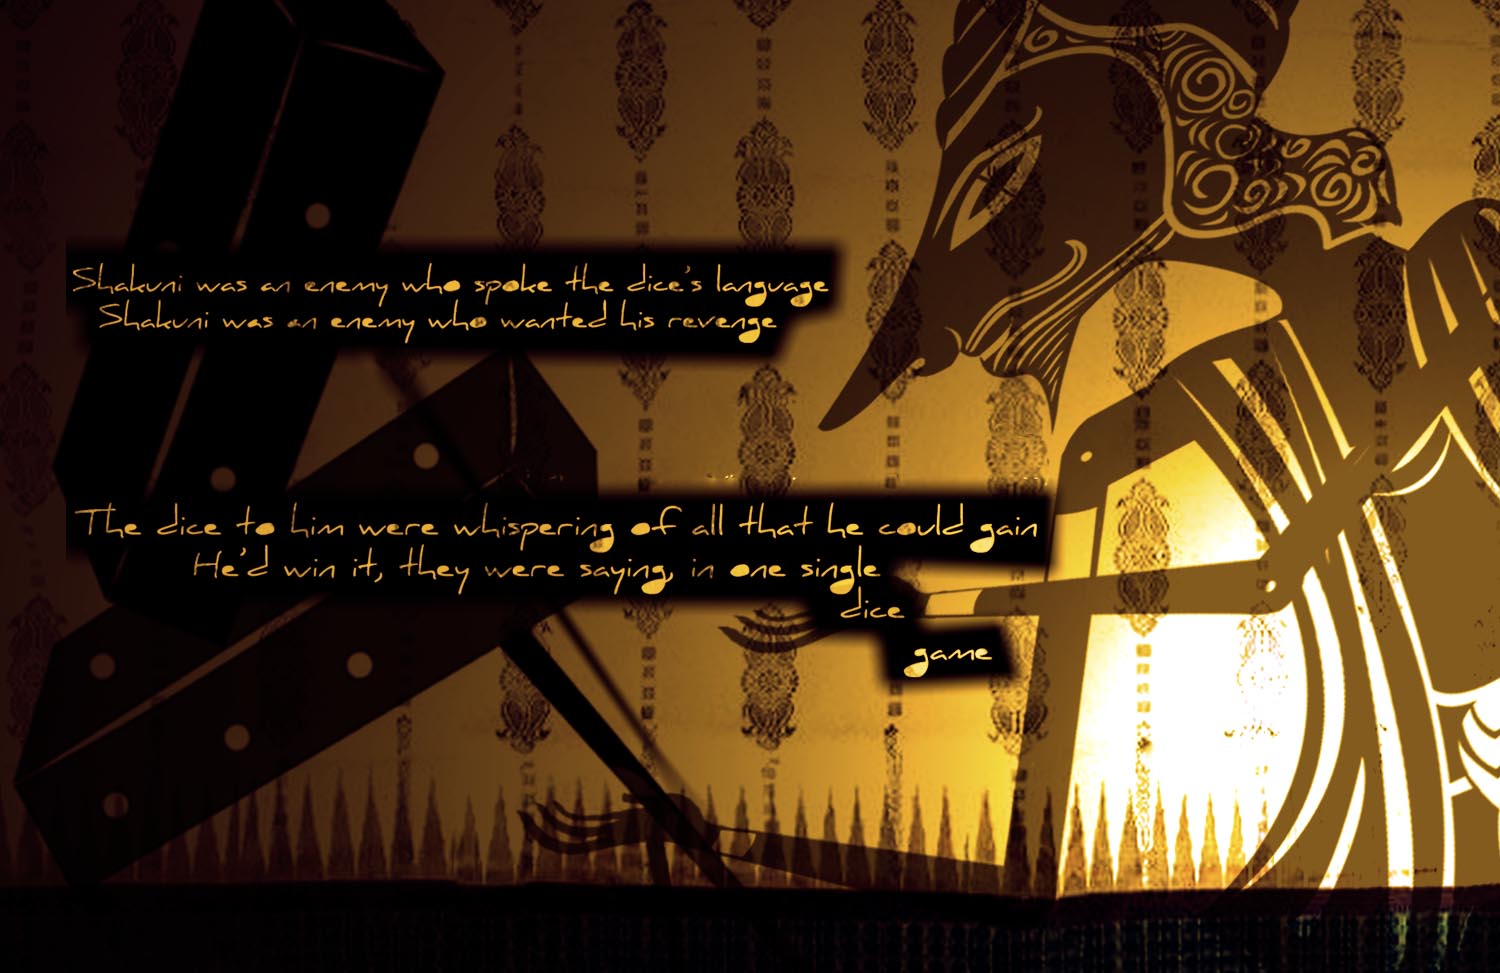 Shakuni was an enemy who spoke the dice's language
Shakuni was an enemy who wanted his revenge
The dice to him were whispering of all that he could gain
He'd win it, they were saying, in one single
dice
game